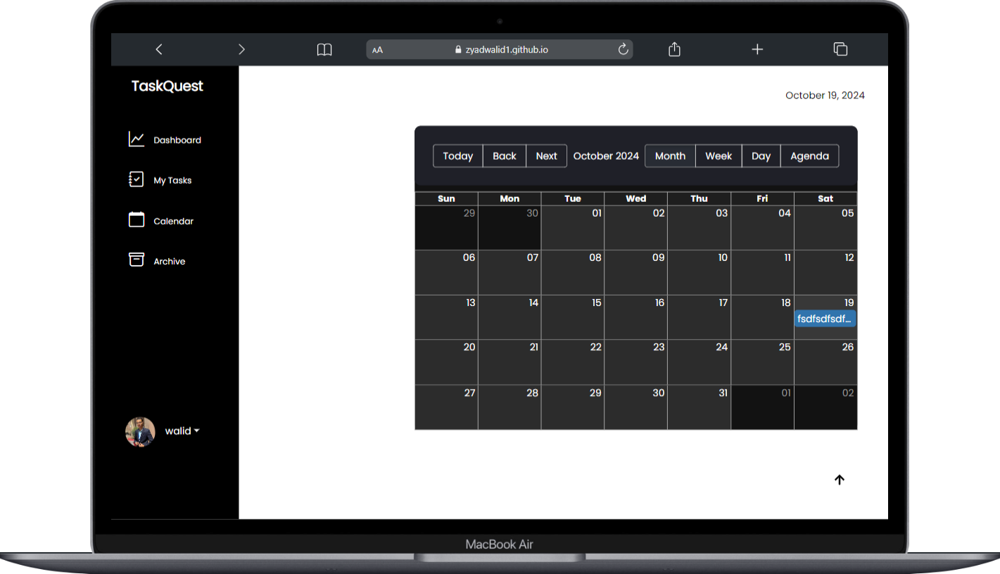 AA zyadwalid1.github.io
TaskQuest
October 19, 2024
Dashboard
My Tasks
Calendar
Archive
walid
Today Back Next October 2024 Month Week Day Agenda
Sun Mon Tue Wed Thu Fri Sat
29 30 01 02 03 04 05
06 07 08 09 10 11 12
13 14 15 16 17 18 19
fsdfsdfsdf...
20 21 22 23 24 25 26
27 28 29 30 31 01 02
MacBook Air